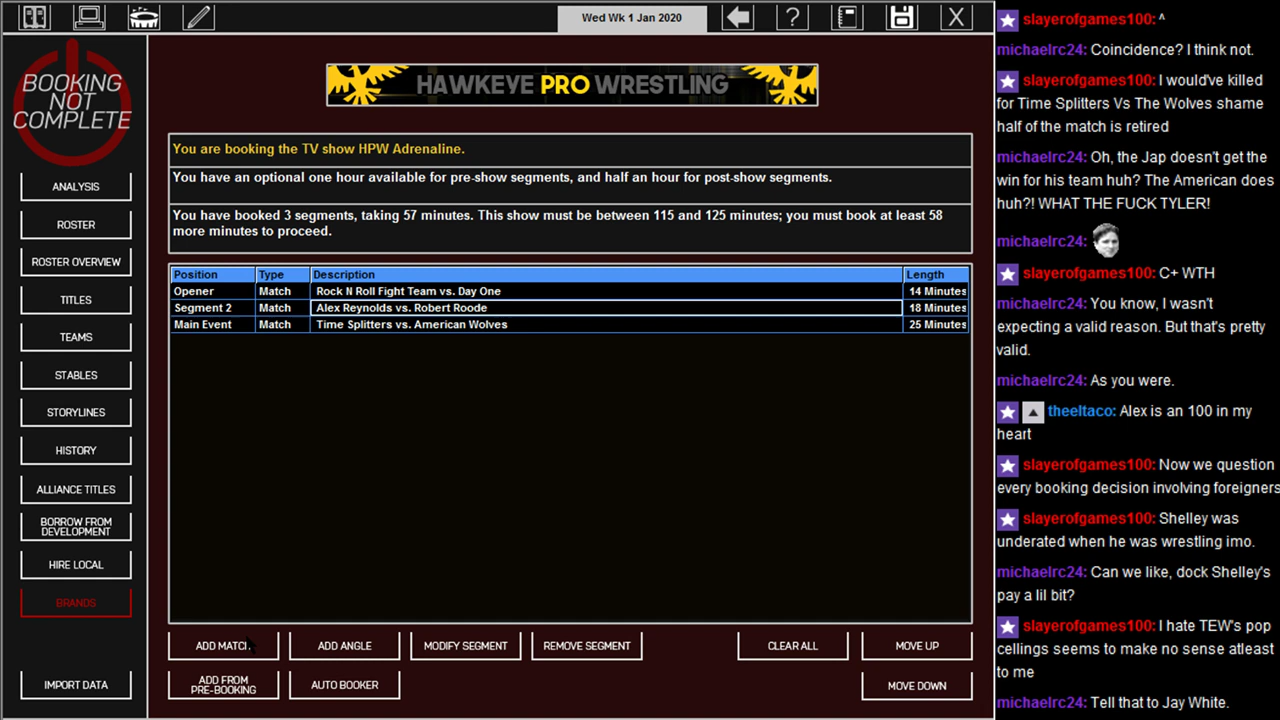 Wed Wk 1 Jan 2020
?
X
BOOKING
NOT
COMPLETE
ANALYSIS
ROSTER
ROSTER OVERVIEW
TITLES
TEAMS
STABLES
STORYLINES
HISTORY
ALLIANCE TITLES
BORROW FROM
DEVELOPMENT
HIRE LOCAL
BRANDS
IMPORT DATA
HAWKEYE PRO WRESTLING
You are booking the TV show HPW Adrenaline.
You have an optional one hour available for pre-show segments, and half an hour for post-show segments.
You have booked 3 segments, taking 57 minutes. This show must be between 115 and 125 minutes; you must book at least 58
more minutes to proceed.
Position Type Description Length
Opener Match Rock N Roll Fight Team vs. Day One 14 Minutes
Segment 2 Match Alex Reynolds vs. Robert Roode 18 Minutes
Main Event Match Time Splitters vs. American Wolves 25 Minutes
ADD MATCH ADD ANGLE MODIFY SEGMENT REMOVE SEGMENT CLEAR ALL MOVE UP
ADD FROM
PRE-BOOKING
AUTO BOOKER
MOVE DOWN
slayerofgames100: ^
michaelrc24: Coincidence? I think not.
slayerofgames100: I would've killed
for Time Splitters Vs The Wolves shame
half of the match is retired
michaelrc24: Oh, the Jap doesn't get the
win for his team huh? The American does
huh?! WHAT THE FUCK TYLER!
michaelrc24:
slayerofgames100: C+ WTH
michaelrc24: You know, I wasn't
expecting a valid reason. But that's pretty
valid.
michaelrc24: As you were.
theeltaco: Alex is an 100 in my
heart
slayerofgames100: Now we question
every booking decision involving foreigners
slayerofgames100: Shelley was
underated when he was wrestling imo.
michaelrc24: Can we like, dock Shelley's
pay a lil bit?
slayerofgames100: I hate TEW's pop
cellings seems to make no sense atleast
to me
michaelrc24: Tell that to Jay White.